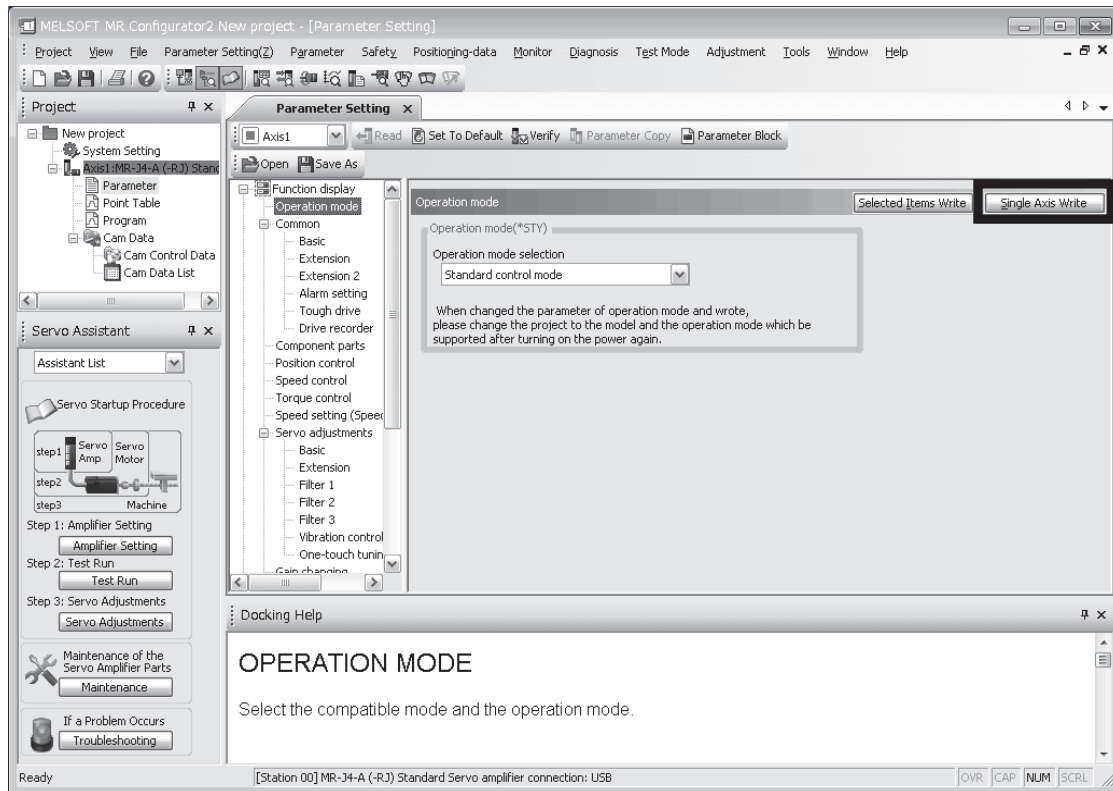 MELSOFT MR Configurator2 New project - [Parameter Setting]
Project View File Parameter Setting(Z) Parameter Safety Positioning-data Monitor Diagnosis Test Mode Adjustment Tools Window Help
Project
New project
System Setting
Axis1:MR-J4-A (-RJ) Stand
Parameter
Point Table
Program
Cam Data
Cam Control Data
Cam Data List
Servo Assistant
Assistant List
Servo Startup Procedure
step1
Servo Amp
Servo Motor
step2
step3
Machine
Step 1: Amplifier Setting
Amplifier Setting
Step 2: Test Run
Test Run
Step 3: Servo Adjustments
Servo Adjustments
Maintenance of the
Servo Amplifier Parts
Maintenance
If a Problem Occurs
Troubleshooting
Parameter Setting
Axis1 Read Set To Default Verify Parameter Copy Parameter Block
Open Save As
Function display
Operation mode
Common
Basic
Extension
Extension 2
Alarm setting
Tough drive
Drive recorder
Component parts
Position control
Speed control
Torque control
Speed setting (Speed
Servo adjustments
Basic
Extension
Filter 1
Filter 2
Filter 3
Vibration control
One-touch tunin
Gain changing
Operation mode
Selected Items Write
Single Axis Write
Operation mode(*STY)
Operation mode selection
Standard control mode
When changed the parameter of operation mode and wrote,
please change the project to the model and the operation mode which be
supported after turning on the power again.
Docking Help
OPERATION MODE
Select the compatible mode and the operation mode.
Ready
[Station 00] MR-J4-A (-RJ) Standard Servo amplifier connection: USB
OVR CAP NUM SCRL